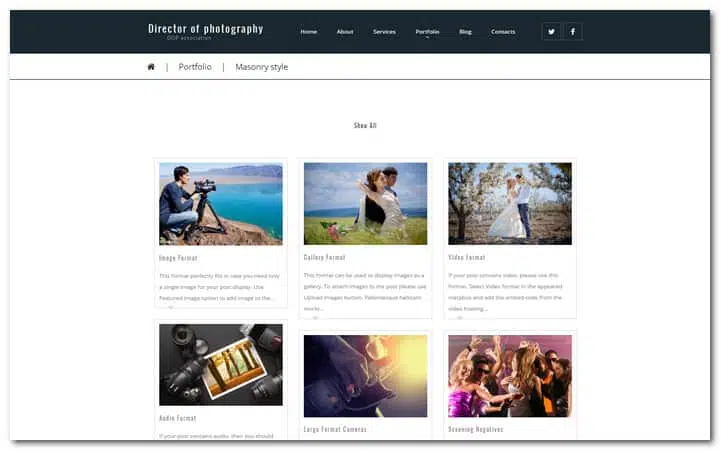 Director of photography
DOP association
Home
About
Services
Portfolio
Blog
Contacts
Portfolio
Masonry style
Show All
Image Format
This format perfectly fits in case you need only
a single image for your post display. Use
Featured image option to add image to the...
Gallery Format
This format can be used to display images as a
gallery. To attach images to the post please use
Upload images button. Pellentesque habitant
morbi...
Video Format
If your post contains video, please use this
format. Select Video format in the appeared
metabox and add the embed code from the
video hosting...
Audio Format
If your post contains audio, then you should
Large Format Cameras
Scanning Negatives